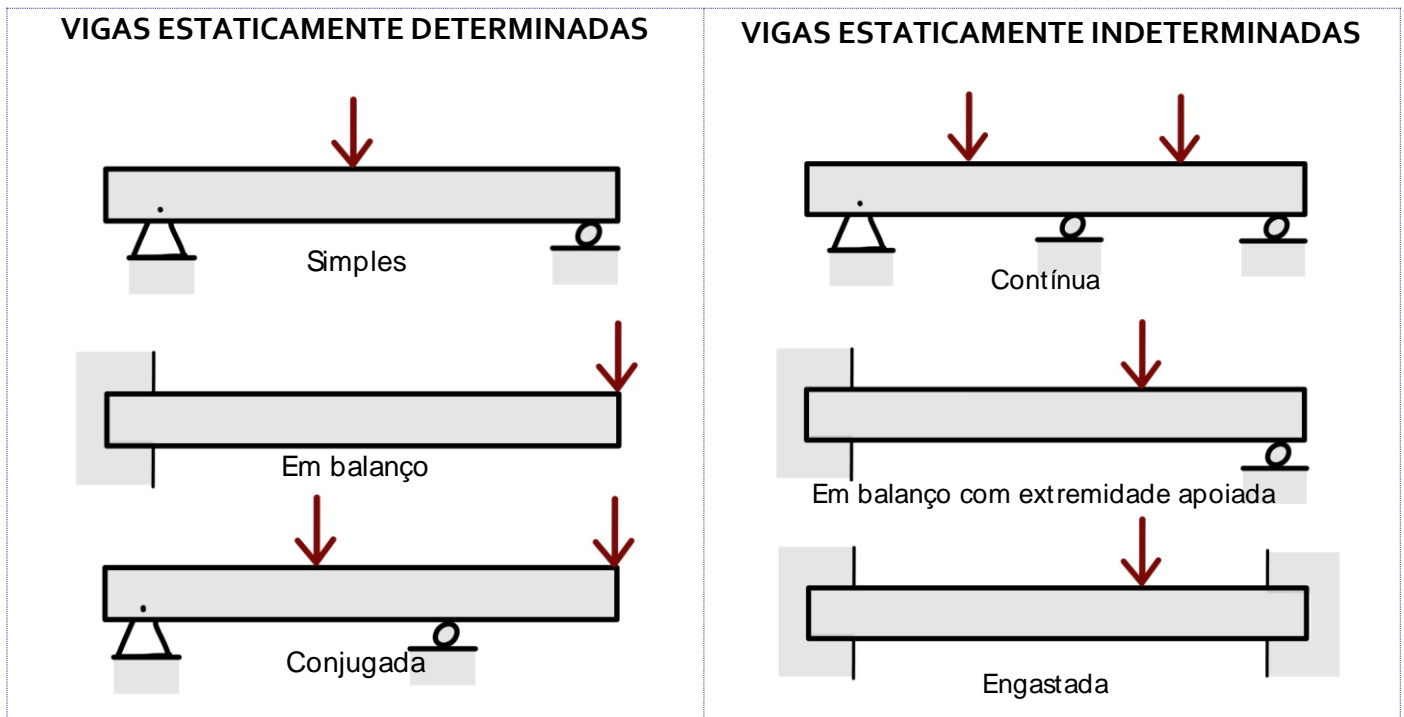 VIGAS ESTATICAMENTE DETERMINADAS
Simples
Em balanço
Conjugada
VIGAS ESTATICAMENTE INDETERMINADAS
Contínua
Em balanço com extremidade apoiada
Engastada